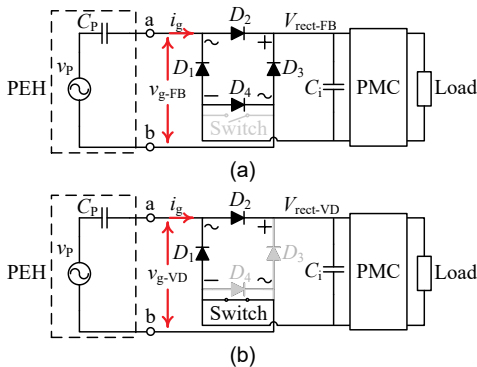 C_P a i_g D_2 V_rect-FB
~ +
v_P
PEH v_g-FB D_1 D_3 C_i PMC Load
− D_4 ~
Switch
b
(a)
C_P a i_g D_2 V_rect-VD
~ +
v_P D_1 D_3
PEH v_g-VD C_i PMC Load
− D_4 ~
Switch
b
(b)